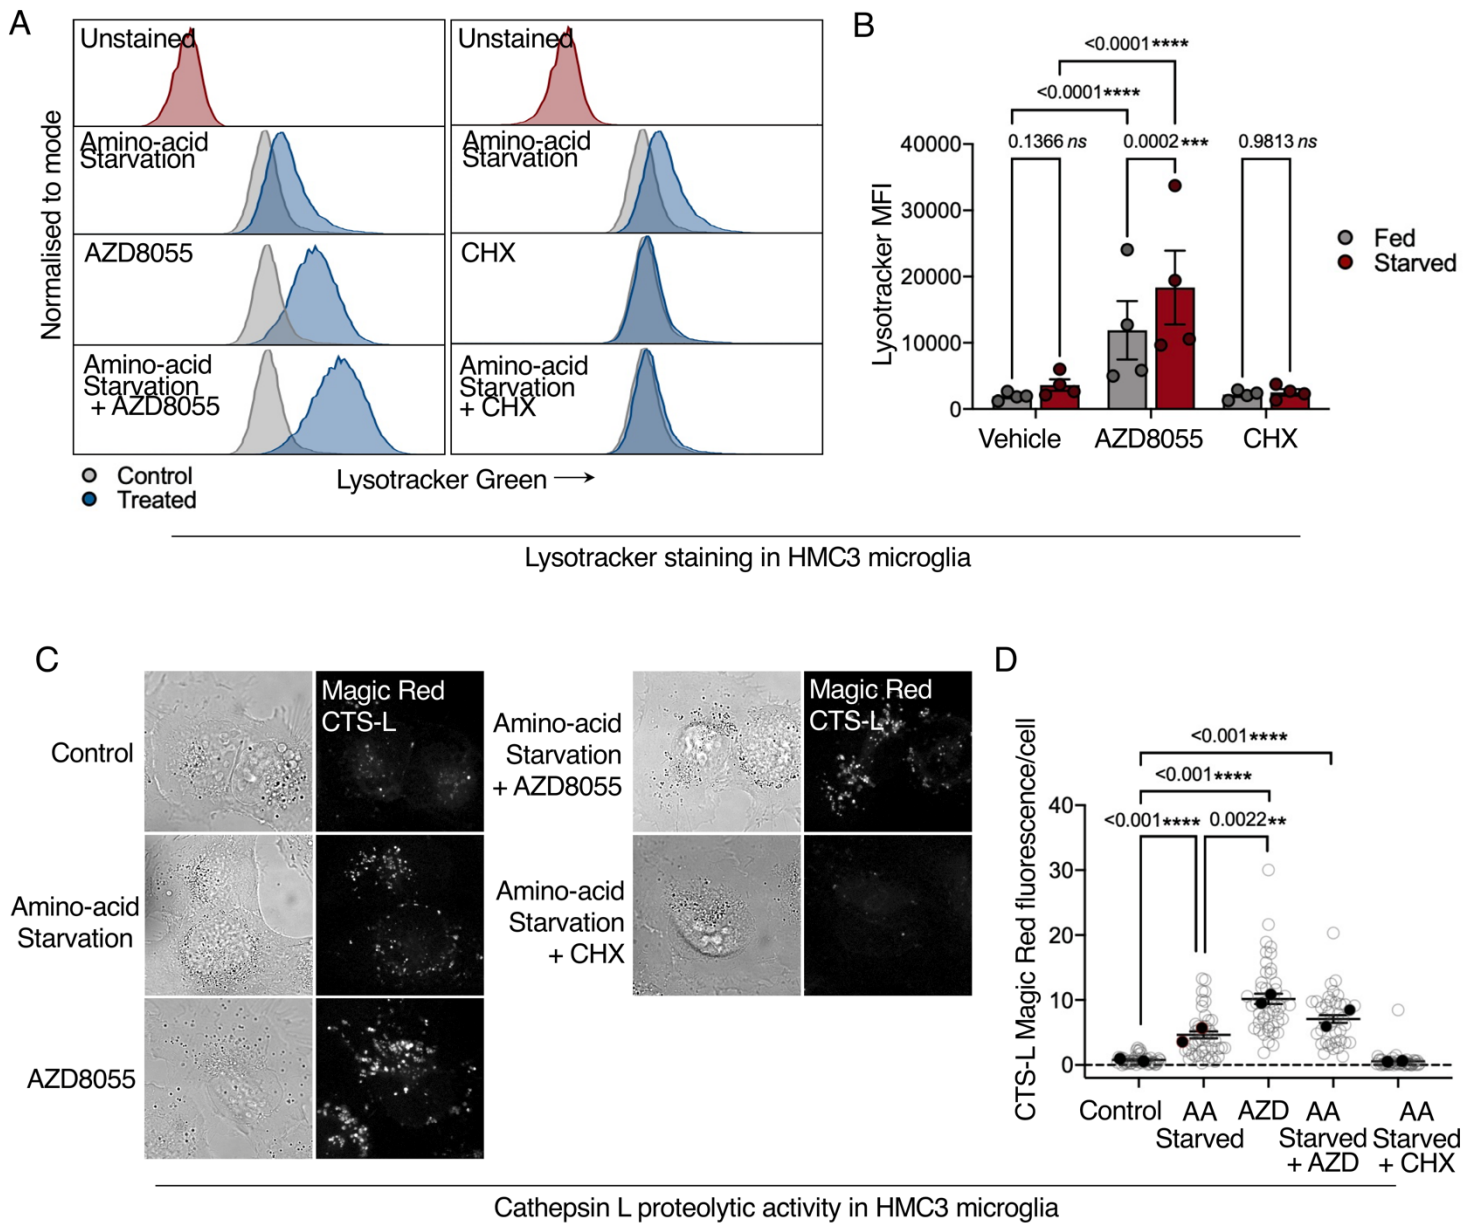 A
Normalised to mode
Unstained
Amino-acid
Starvation
AZD8055
Amino-acid
Starvation
+ AZD8055
Unstained
Amino-acid
Starvation
CHX
Amino-acid
Starvation
+ CHX
Control
Treated
Lysotracker Green →
B
<0.0001****
<0.0001****
0.1366 ns
0.0002 ***
0.9813 ns
Lysotracker MFI
40000
30000
20000
10000
0
Vehicle
AZD8055
CHX
Fed
Starved
Lysotracker staining in HMC3 microglia
C
Control
Magic Red
CTS-L
Amino-acid
Starvation
AZD8055
Amino-acid
Starvation
+ AZD8055
Magic Red
CTS-L
Amino-acid
Starvation
+ CHX
D
CTS-L Magic Red fluorescence/cell
<0.001****
<0.001****
<0.001****
0.0022**
40
30
20
10
0
Control
AA
Starved
AZD
AA
Starved
+ AZD
AA
Starved
+ CHX
Cathepsin L proteolytic activity in HMC3 microglia